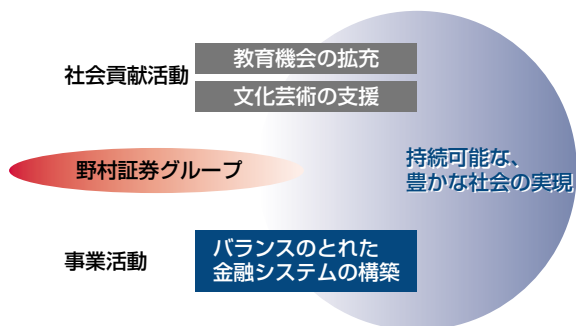 教育機会の拡充
社会貢献活動
文化芸術の支援
野村証券グループ
持続可能な、
豊かな社会の実現
バランスのとれた
事業活動
金融システムの構築